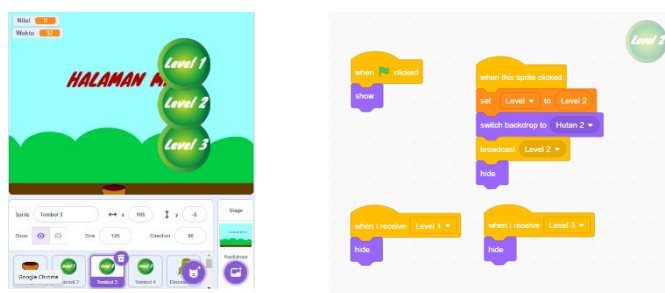 Nilai 0
Waktu 32
HALAMAN M
Level 1
Level 2
Level 3
Sprite Tombol 3 x 105 y -5
Show Size 135 Direction 90
Stage
Backdrops
Google Chrome
Tombol 2 Tombol 3 Tombol 4
Level 2
when clicked
show
when this sprite clicked
set Level to Level 2
switch backdrop to Hutan 2
broadcast Level 2
hide
when I receive Level 1
hide
when I receive Level 3
hide